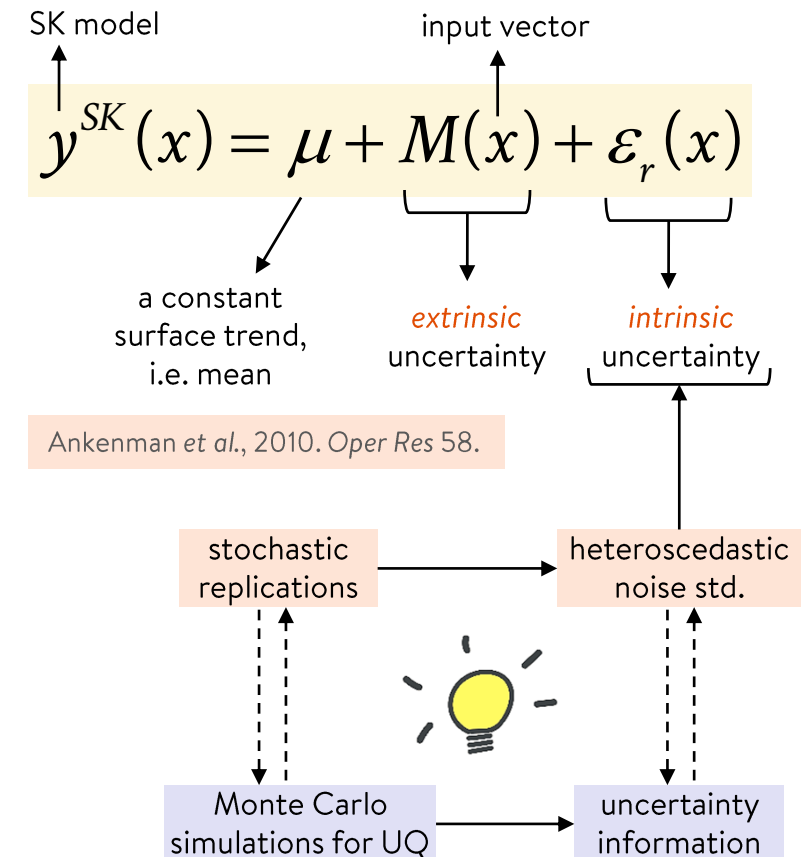 SK model
input vector
y^{SK}(x) = μ + M(x) + ε_r(x)
a constant
surface trend,
i.e. mean
extrinsic
uncertainty
intrinsic
uncertainty
Ankenman et al., 2010. Oper Res 58.
stochastic
replications
heteroscedastic
noise std.
Monte Carlo
simulations for UQ
uncertainty
information